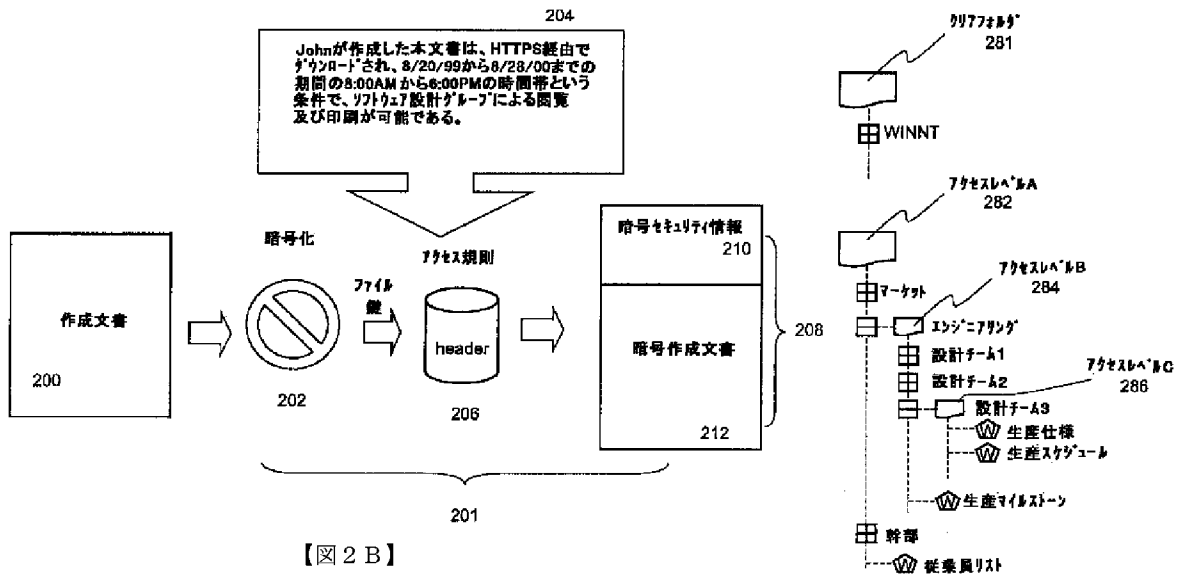 204
Johnが作成した本文書は、HTTPS経由で
ダウンロードされ、8/20/99から8/28/00までの
期間の8:00AMから6:00PMの時間帯という
条件で、ソフトウェア設計グループによる閲覧
及び印刷が可能である。
作成文書
200
暗号化
202
ファイル
鍵
アクセス規則
header
206
暗号セキュリティ情報
210
暗号作成文書
212
208
201
【図2B】
クリアフォルダ
281
WINNT
アクセスレベルA
282
マーケット
アクセスレベルB
284
エンジニアリング
設計チーム1
設計チーム2
アクセスレベルC
286
設計チーム3
W 生産仕様
W 生産スケジュール
W 生産マイルストーン
幹部
W 従業員リスト